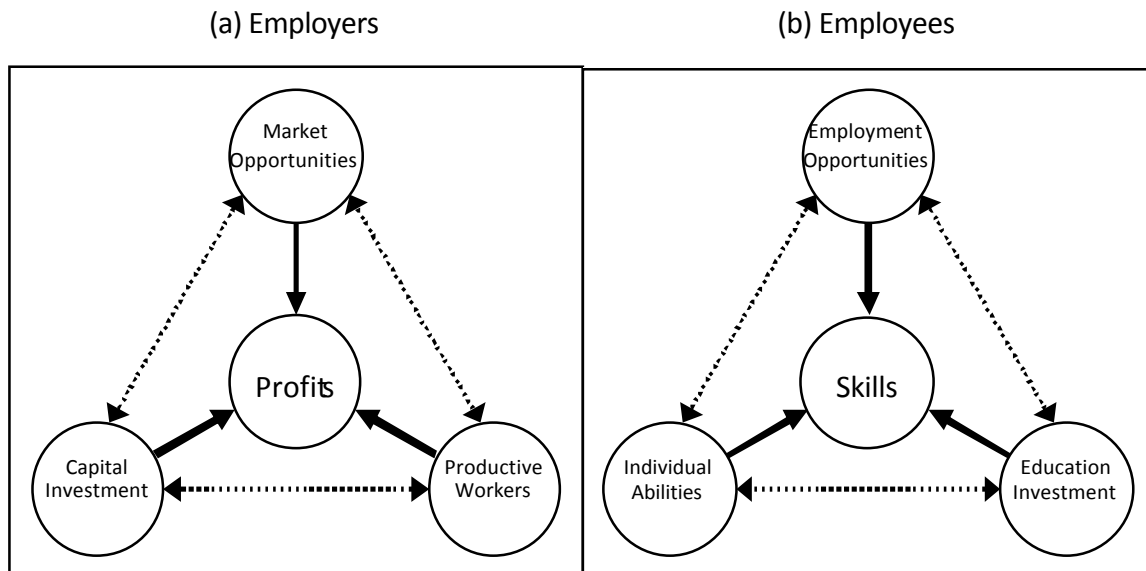 (a) Employers
(b) Employees
Market
Opportunities
Profits
Capital
Investment
Productive
Workers
Employment
Opportunities
Skills
Individual
Abilities
Education
Investment